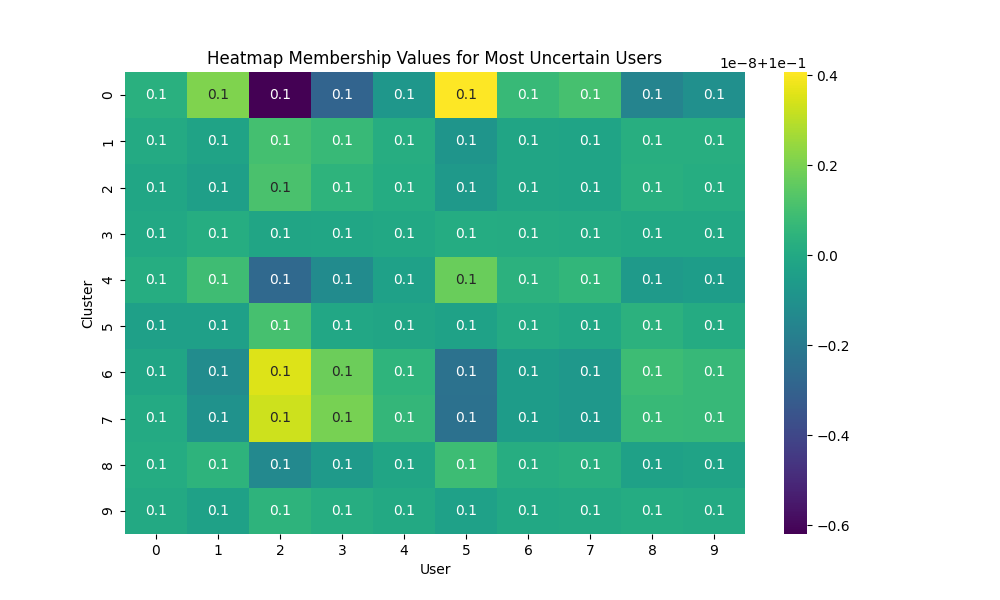 Heatmap Membership Values for Most Uncertain Users
1e−8+1e−1
0 0.1 0.1 0.1 0.1 0.1 0.1 0.1 0.1 0.1 0.1
1 0.1 0.1 0.1 0.1 0.1 0.1 0.1 0.1 0.1 0.1
2 0.1 0.1 0.1 0.1 0.1 0.1 0.1 0.1 0.1 0.1
3 0.1 0.1 0.1 0.1 0.1 0.1 0.1 0.1 0.1 0.1
4 0.1 0.1 0.1 0.1 0.1 0.1 0.1 0.1 0.1 0.1
5 0.1 0.1 0.1 0.1 0.1 0.1 0.1 0.1 0.1 0.1
6 0.1 0.1 0.1 0.1 0.1 0.1 0.1 0.1 0.1 0.1
7 0.1 0.1 0.1 0.1 0.1 0.1 0.1 0.1 0.1 0.1
8 0.1 0.1 0.1 0.1 0.1 0.1 0.1 0.1 0.1 0.1
9 0.1 0.1 0.1 0.1 0.1 0.1 0.1 0.1 0.1 0.1
0 1 2 3 4 5 6 7 8 9
User
Cluster
0.4
0.2
0.0
−0.2
−0.4
−0.6